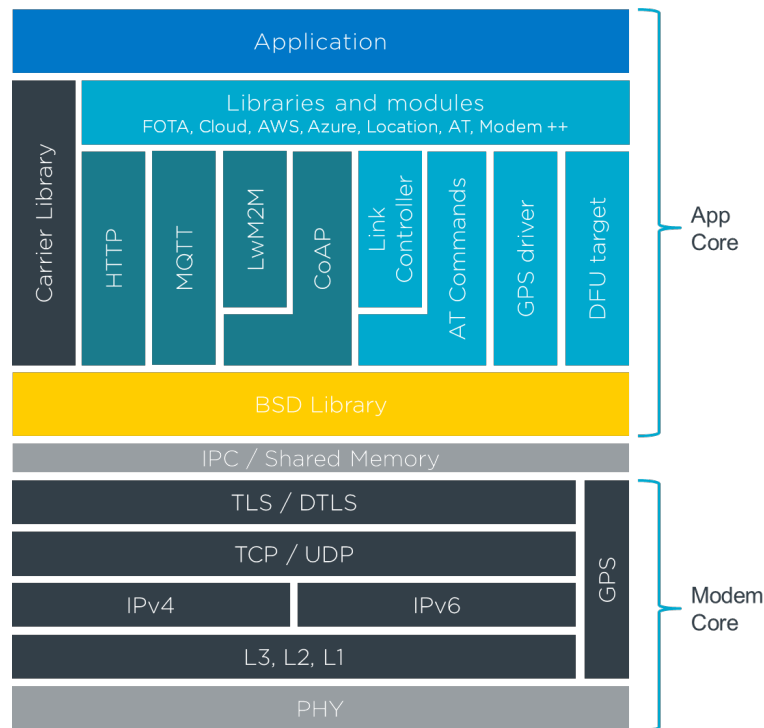 Application
Carrier Library
Libraries and modules
FOTA, Cloud, AWS, Azure, Location, AT, Modem ++
HTTP
MQTT
LwM2M
CoAP
Link
Controller
AT Commands
GPS driver
DFU target
App
Core
BSD Library
IPC / Shared Memory
TLS / DTLS
TCP / UDP
IPv4
IPv6
GPS
L3, L2, L1
Modem
Core
PHY